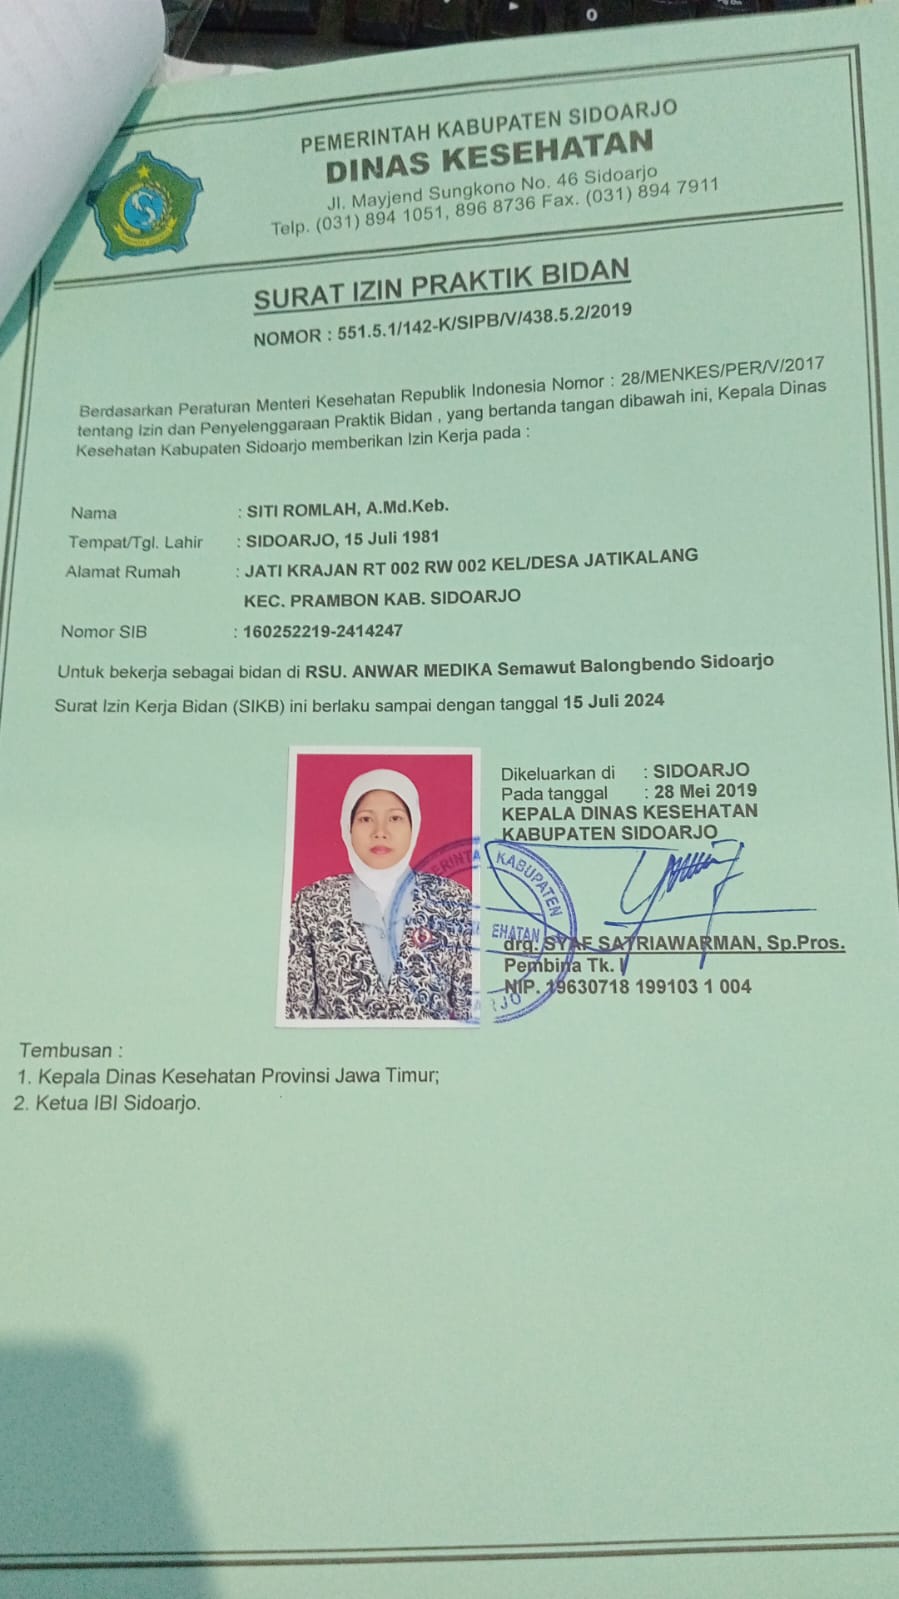 PEMERINTAH KABUPATEN SIDOARJO
DINAS KESEHATAN
Jl. Mayjend Sungkono No. 46 Sidoarjo
Telp. (031) 894 1051, 896 8736 Fax. (031) 894 7911
SURAT IZIN PRAKTIK BIDAN
NOMOR : 551.5.1/142-K/SIPB/V/438.5.2/2019
Berdasarkan Peraturan Menteri Kesehatan Republik Indonesia Nomor : 28/MENKES/PER/V/2017
tentang Izin dan Penyelenggaraan Praktik Bidan , yang bertanda tangan dibawah ini, Kepala Dinas
Kesehatan Kabupaten Sidoarjo memberikan Izin Kerja pada :
Nama : SITI ROMLAH, A.Md.Keb.
Tempat/Tgl. Lahir : SIDOARJO, 15 Juli 1981
Alamat Rumah : JATI KRAJAN RT 002 RW 002 KEL/DESA JATIKALANG
KEC. PRAMBON KAB. SIDOARJO
Nomor SIB : 160252219-2414247
Untuk bekerja sebagai bidan di RSU. ANWAR MEDIKA Semawut Balongbendo Sidoarjo
Surat Izin Kerja Bidan (SIKB) ini berlaku sampai dengan tanggal 15 Juli 2024
Dikeluarkan di : SIDOARJO
Pada tanggal : 28 Mei 2019
KEPALA DINAS KESEHATAN
KABUPATEN SIDOARJO
KABUPATEN
EHATAN
drg. SYAF SATRIAWARMAN, Sp.Pros.
Pembina Tk. I
NIP. 19630718 199103 1 004
Tembusan :
1. Kepala Dinas Kesehatan Provinsi Jawa Timur;
2. Ketua IBI Sidoarjo.